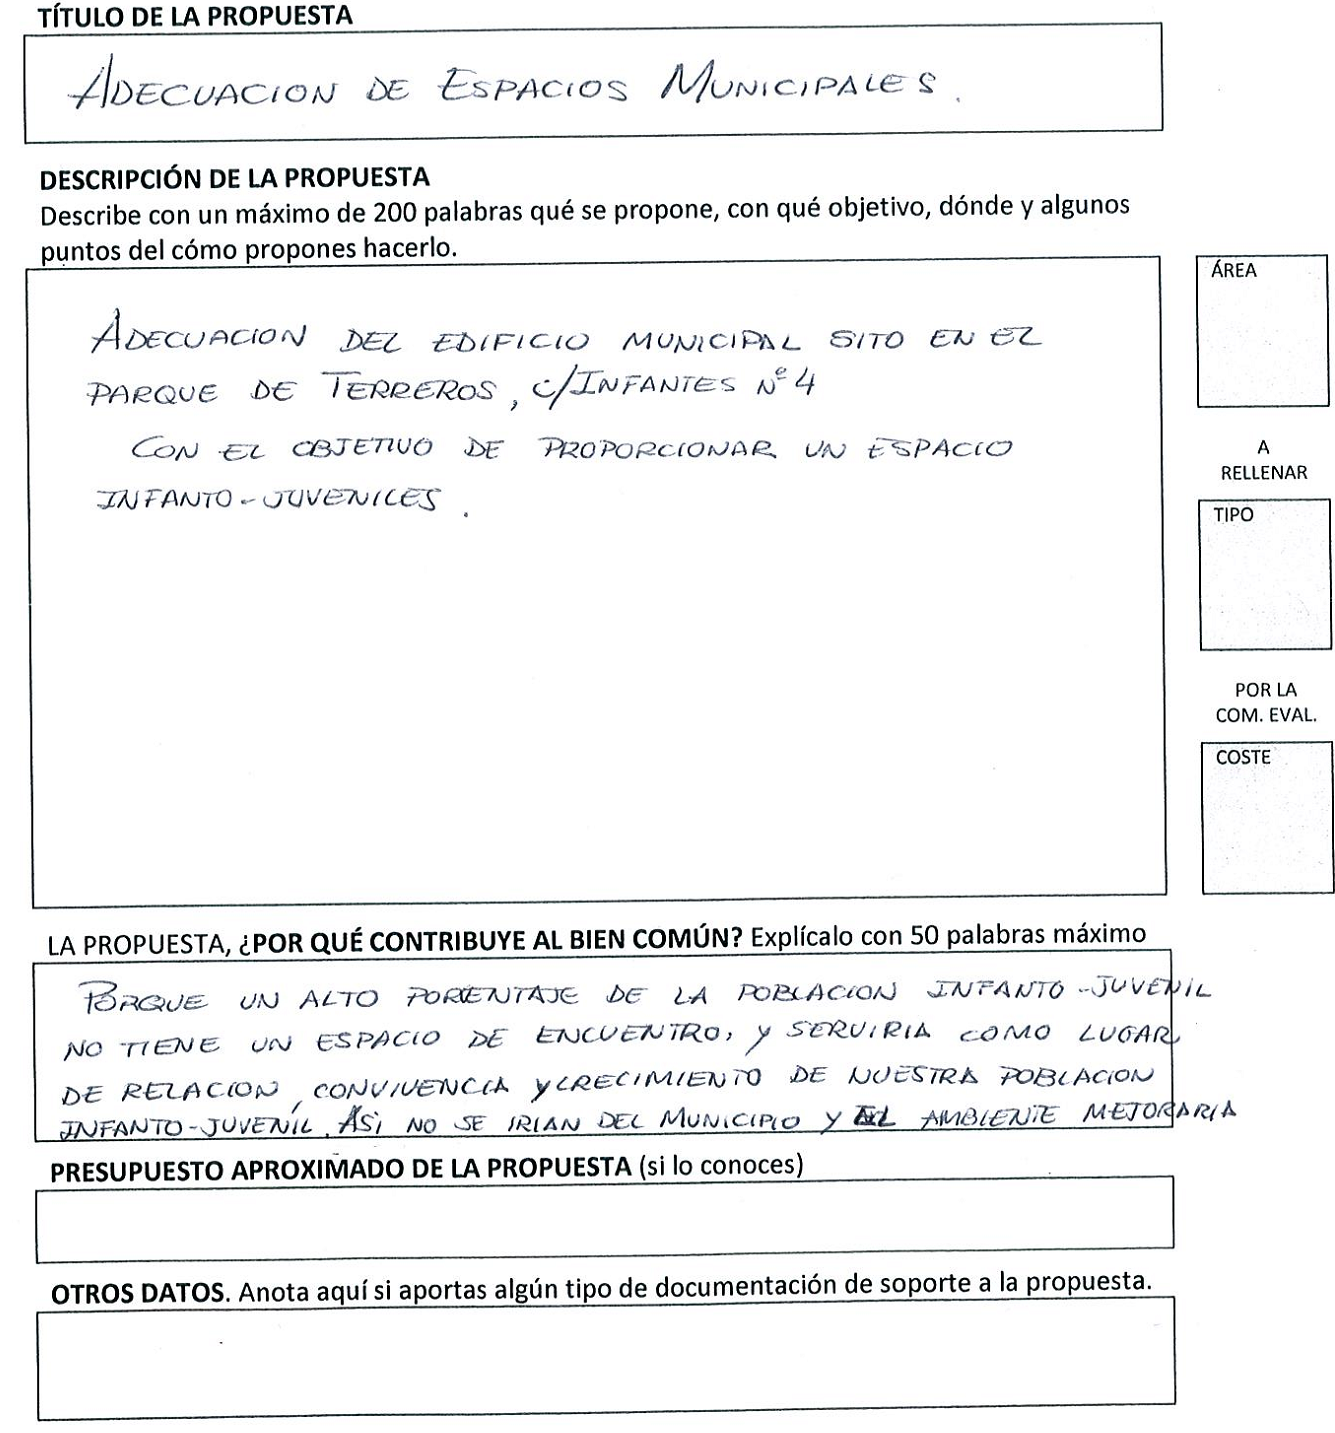 TÍTULO DE LA PROPUESTA
ADECUACION DE ESPACIOS MUNICIPALES.
DESCRIPCIÓN DE LA PROPUESTA
Describe con un máximo de 200 palabras qué se propone, con qué objetivo, dónde y algunos
puntos del cómo propones hacerlo.
ADECUACION DEL EDIFICIO MUNICIPAL SITO EN EL
PARQUE DE TERREROS, C/INFANTES Nº 4
CON EL OBJETIVO DE PROPORCIONAR UN ESPACIO
INFANTO-JUVENILES.
ÁREA
A
RELLENAR
TIPO
POR LA
COM. EVAL.
COSTE
LA PROPUESTA, ¿POR QUÉ CONTRIBUYE AL BIEN COMÚN? Explícalo con 50 palabras máximo
PORQUE UN ALTO PORCENTAJE DE LA POBLACION INFANTO-JUVENIL
NO TIENE UN ESPACIO DE ENCUENTRO, Y SERVIRIA COMO LUGAR
DE RELACION, CONVIVENCIA Y CRECIMIENTO DE NUESTRA POBLACION
INFANTO-JUVENIL. ASÍ NO SE IRIAN DEL MUNICIPIO Y EL AMBIENTE MEJORARIA
PRESUPUESTO APROXIMADO DE LA PROPUESTA (si lo conoces)
OTROS DATOS. Anota aquí si aportas algún tipo de documentación de soporte a la propuesta.